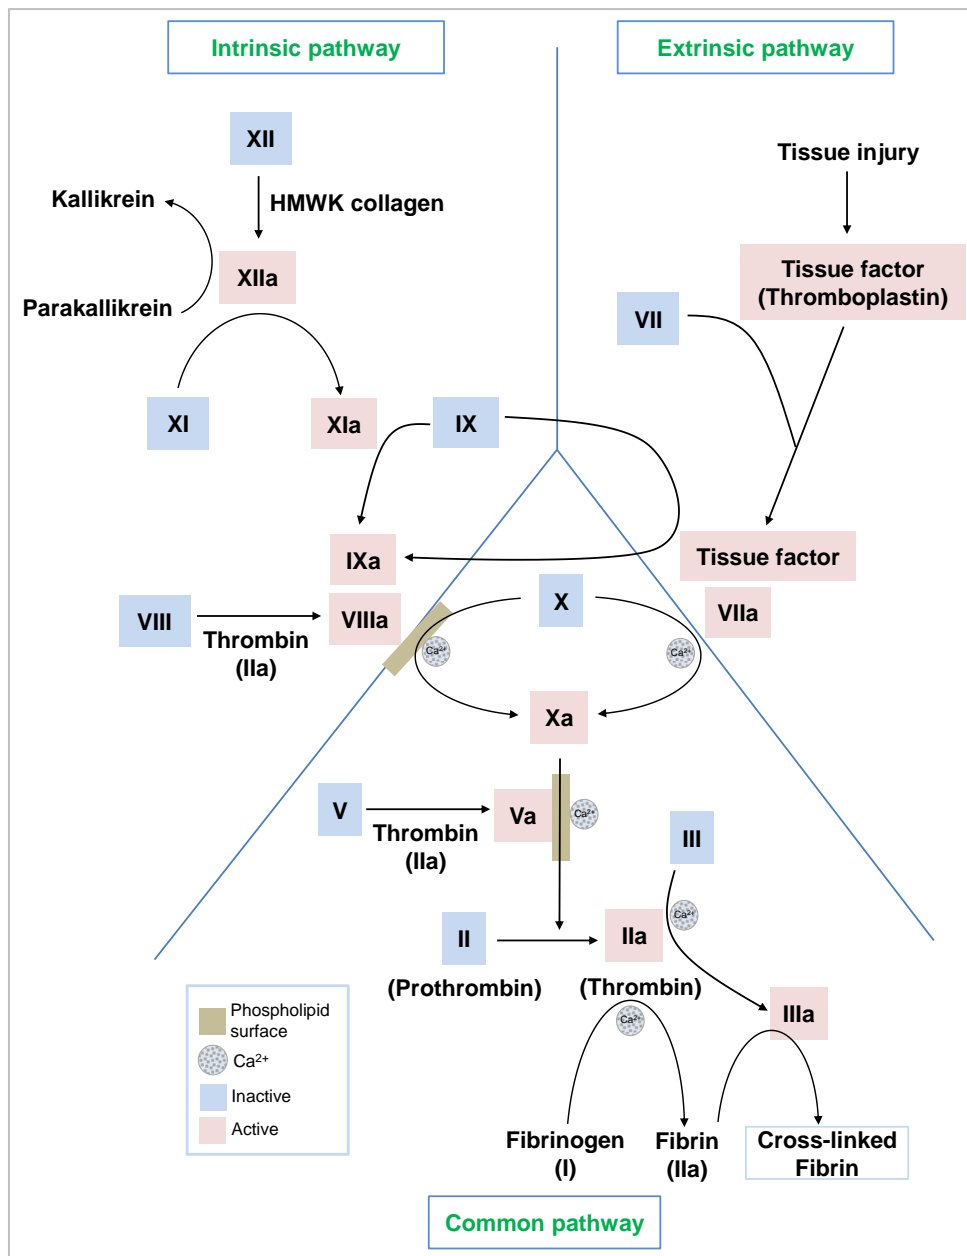 Intrinsic pathway
Extrinsic pathway
XII
Tissue injury
Kallikrein
HMWK collagen
XIIa
Tissue factor
(Thromboplastin)
Parakallikrein
VII
XI
XIa
IX
IXa
Tissue factor
X
VIIa
VIII
VIIIa
Thrombin
(IIa)
Ca2+
Ca2+
Xa
V
Va
Ca2+
Thrombin
(IIa)
III
II
IIa
Ca2+
(Prothrombin)
(Thrombin)
IIIa
Ca2+
Phospholipid
surface
Ca2+
Inactive
Active
Fibrinogen
(I)
Fibrin
(IIa)
Cross-linked
Fibrin
Common pathway